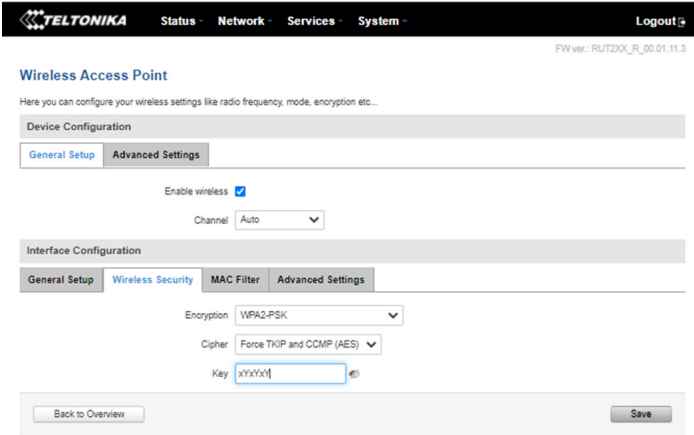 TELTONIKA Status Network Services System Logout
FW ver.: RUT2XX_R_00.01.11.3
Wireless Access Point
Here you can configure your wireless settings like radio frequency, mode, encryption etc...
Device Configuration
General Setup Advanced Settings
Enable wireless
Channel Auto
Interface Configuration
General Setup Wireless Security MAC Filter Advanced Settings
Encryption WPA2-PSK
Cipher Force TKIP and CCMP (AES)
Key xYxYxY
Back to Overview Save